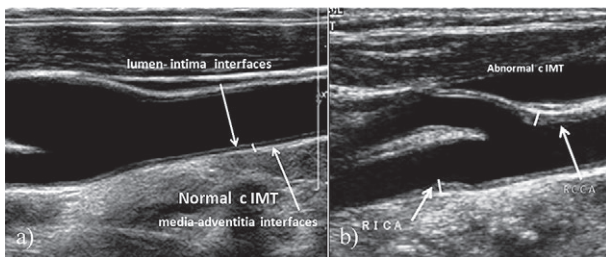 lumen- intima interfaces
Normal c IMT
media-adventitia interfaces
a)
T
Abnormal c IMT
RCCA
RICA
b)